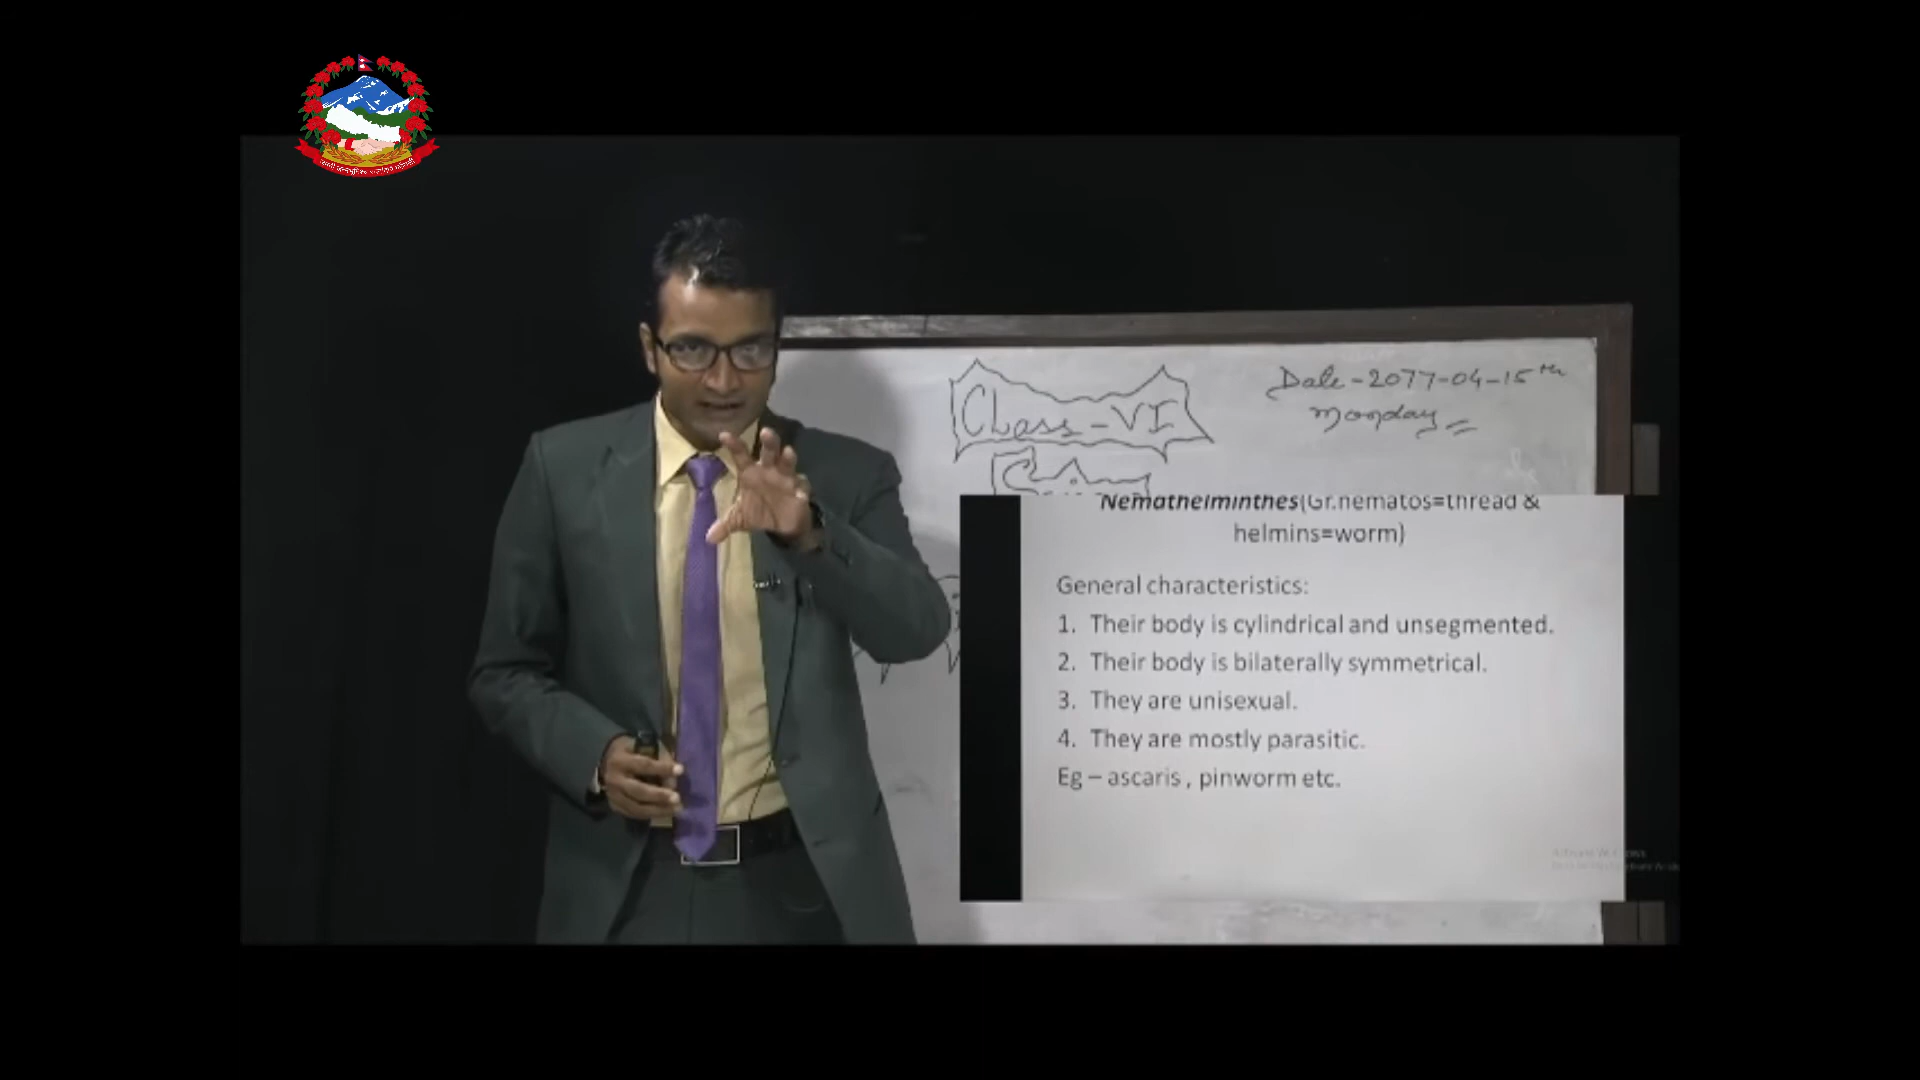 Class-VI
Date-2077-04-15th
Monday
Nemathelminthes(Gr.nematos=thread &
helmins=worm)
General characteristics:
1. Their body is cylindrical and unsegmented.
2. Their body is bilaterally symmetrical.
3. They are unisexual.
4. They are mostly parasitic.
Eg – ascaris , pinworm etc.